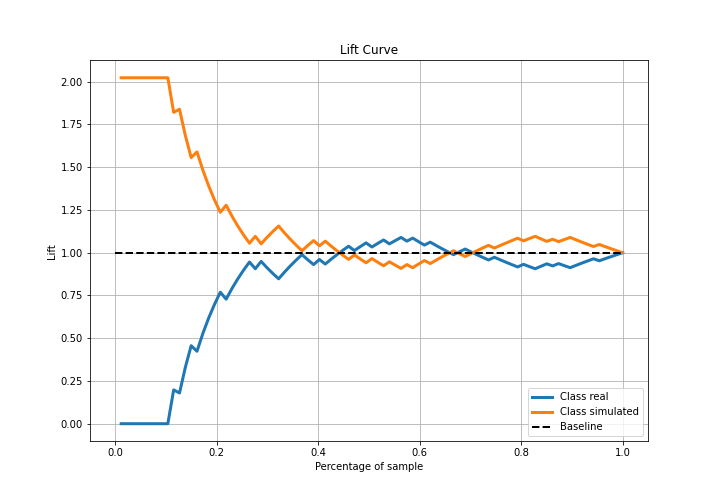 Lift Curve
2.00
1.75
1.50
1.25
1.00
0.75
0.50
0.25
0.00
Lift
0.0 0.2 0.4 0.6 0.8 1.0
Percentage of sample
Class real
Class simulated
Baseline